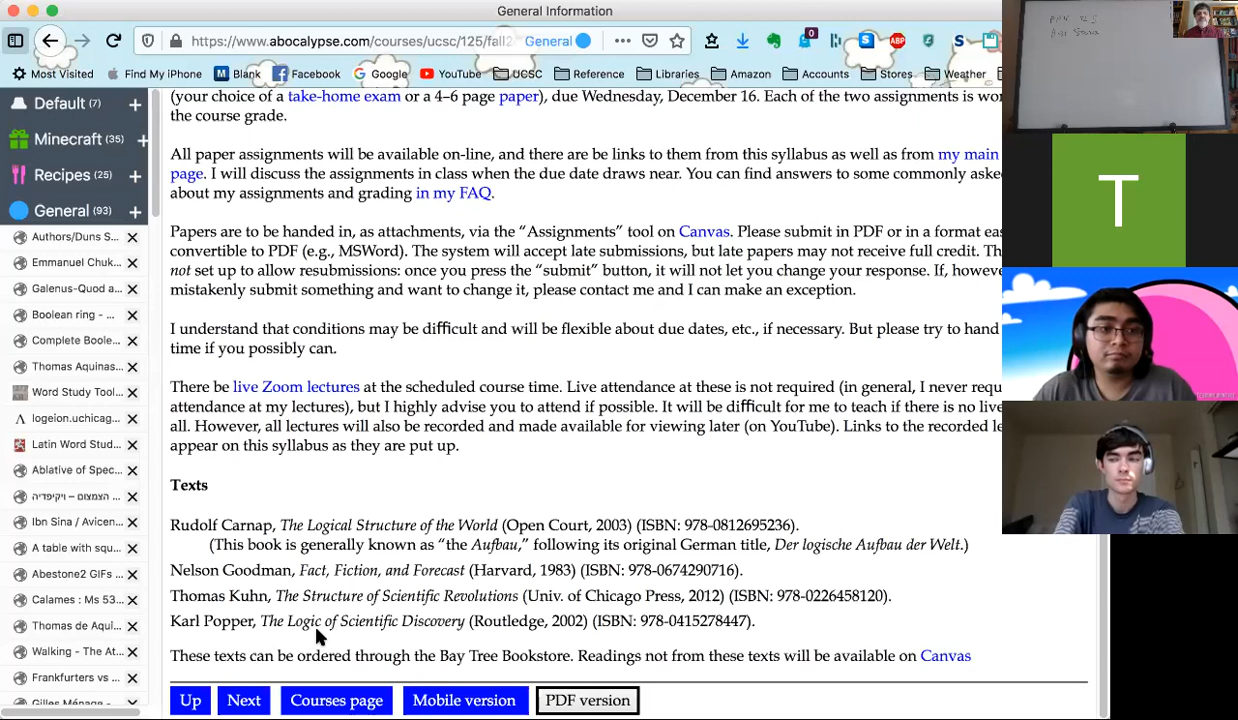 General Information
https://www.abocalypse.com/courses/ucsc/125/fall2 General
Most Visited Find My iPhone M Blank Facebook Google YouTube UCSC Reference Libraries Amazon Accounts Stores Weather
Default (7)
Minecraft (35)
Recipes (25)
General (93)
Authors/Duns S...
Emmanuel Chuk...
Galenus-Quod a...
Boolean ring - ...
Complete Boole...
Thomas Aquinas
Word Study Tool...
logeion.uchicag...
Latin Word Stud...
Ablative of Spec...
הצמצום – ויקיפדיה...
Ibn Sina / Avicen...
A table with squ...
Abestone2 GIFs ...
Calames : Ms 53...
Thomas de Aqui...
Walking - The At...
Frankfurters vs ...
Gilles Ménage - ...
(your choice of a take-home exam or a 4–6 page paper), due Wednesday, December 16. Each of the two assignments is wor
the course grade.
All paper assignments will be available on-line, and there are be links to them from this syllabus as well as from my main
page. I will discuss the assignments in class when the due date draws near. You can find answers to some commonly aske
about my assignments and grading in my FAQ.
Papers are to be handed in, as attachments, via the “Assignments” tool on Canvas. Please submit in PDF or in a format eas
convertible to PDF (e.g., MSWord). The system will accept late submissions, but late papers may not receive full credit. Th
not set up to allow resubmissions: once you press the “submit” button, it will not let you change your response. If, howeve
mistakenly submit something and want to change it, please contact me and I can make an exception.
I understand that conditions may be difficult and will be flexible about due dates, etc., if necessary. But please try to hand
time if you possibly can.
There be live Zoom lectures at the scheduled course time. Live attendance at these is not required (in general, I never requ
attendance at my lectures), but I highly advise you to attend if possible. It will be difficult for me to teach if there is no live
all. However, all lectures will also be recorded and made available for viewing later (on YouTube). Links to the recorded le
appear on this syllabus as they are put up.
Texts
Rudolf Carnap, The Logical Structure of the World (Open Court, 2003) (ISBN: 978-0812695236).
(This book is generally known as “the Aufbau,” following its original German title, Der logische Aufbau der Welt.)
Nelson Goodman, Fact, Fiction, and Forecast (Harvard, 1983) (ISBN: 978-0674290716).
Thomas Kuhn, The Structure of Scientific Revolutions (Univ. of Chicago Press, 2012) (ISBN: 978-0226458120).
Karl Popper, The Logic of Scientific Discovery (Routledge, 2002) (ISBN: 978-0415278447).
These texts can be ordered through the Bay Tree Bookstore. Readings not from these texts will be available on Canvas
Up Next Courses page Mobile version PDF version
T